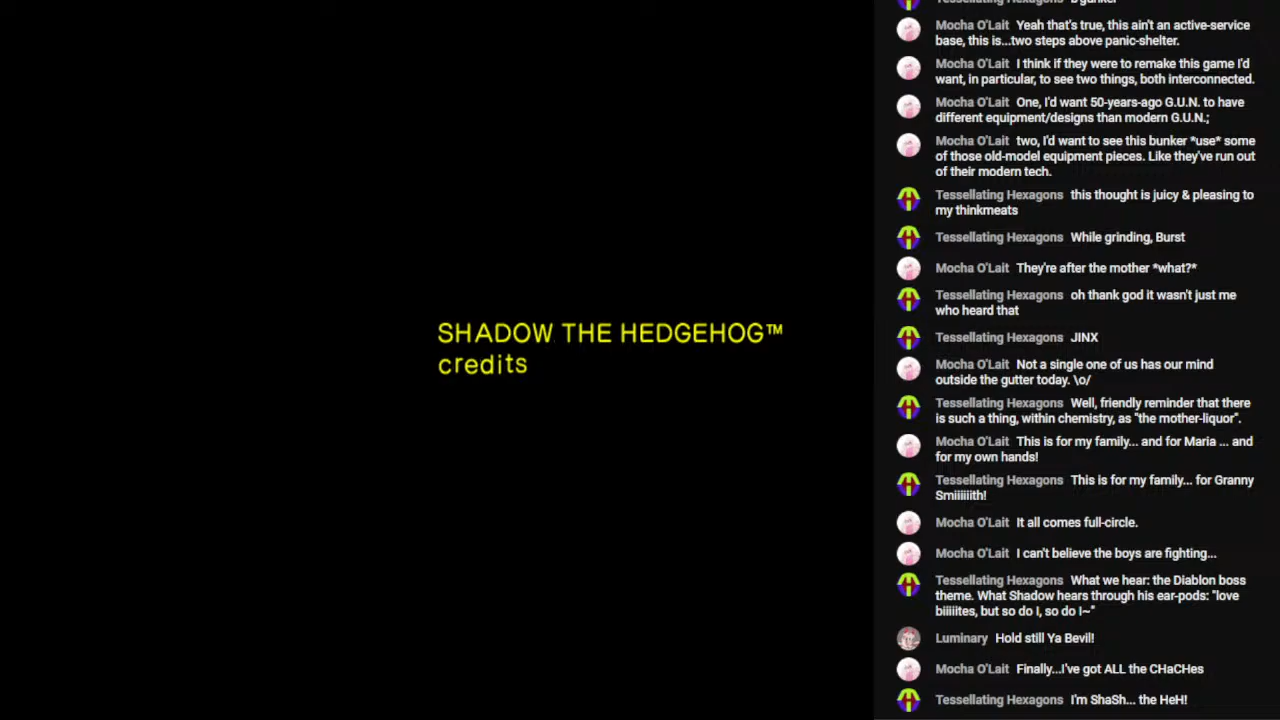 SHADOW THE HEDGEHOG™
credits
Mocha O'Lait Yeah that's true, this ain't an active-service
base, this is...two steps above panic-shelter.
Mocha O'Lait I think if they were to remake this game I'd
want, in particular, to see two things, both interconnected.
Mocha O'Lait One, I'd want 50-years-ago G.U.N. to have
different equipment/designs than modern G.U.N.;
Mocha O'Lait two, I'd want to see this bunker *use* some
of those old-model equipment pieces. Like they've run out
of their modern tech.
Tessellating Hexagons this thought is juicy & pleasing to
my thinkmeats
Tessellating Hexagons While grinding, Burst
Mocha O'Lait They're after the mother *what?*
Tessellating Hexagons oh thank god it wasn't just me
who heard that
Tessellating Hexagons JINX
Mocha O'Lait Not a single one of us has our mind
outside the gutter today. \o/
Tessellating Hexagons Well, friendly reminder that there
is such a thing, within chemistry, as "the mother-liquor".
Mocha O'Lait This is for my family... and for Maria ... and
for my own hands!
Tessellating Hexagons This is for my family... for Granny
Smiiiiiith!
Mocha O'Lait It all comes full-circle.
Mocha O'Lait I can't believe the boys are fighting...
Tessellating Hexagons What we hear: the Diablon boss
theme. What Shadow hears through his ear-pods: "love
biiiiites, but so do I, so do I~"
Luminary Hold still Ya Bevil!
Mocha O'Lait Finally...I've got ALL the CHaCHes
Tessellating Hexagons I'm ShaSh... the HeH!